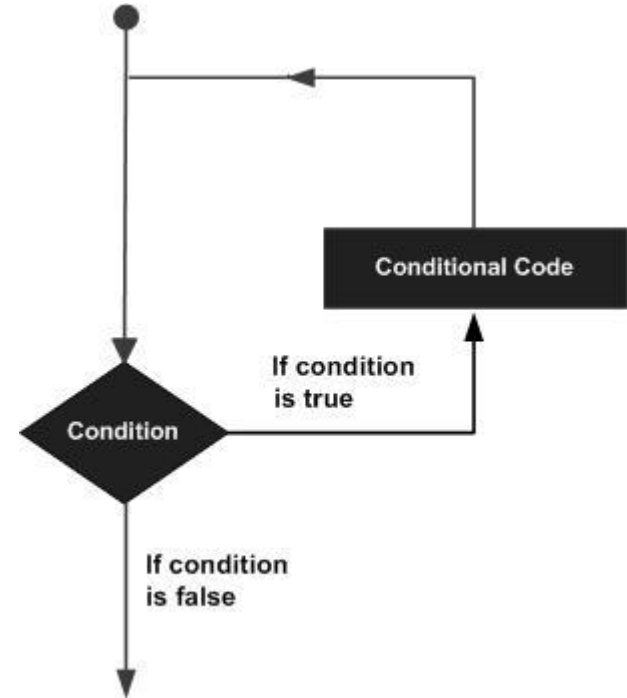 Conditional Code
If condition
is true
Condition
If condition
is false